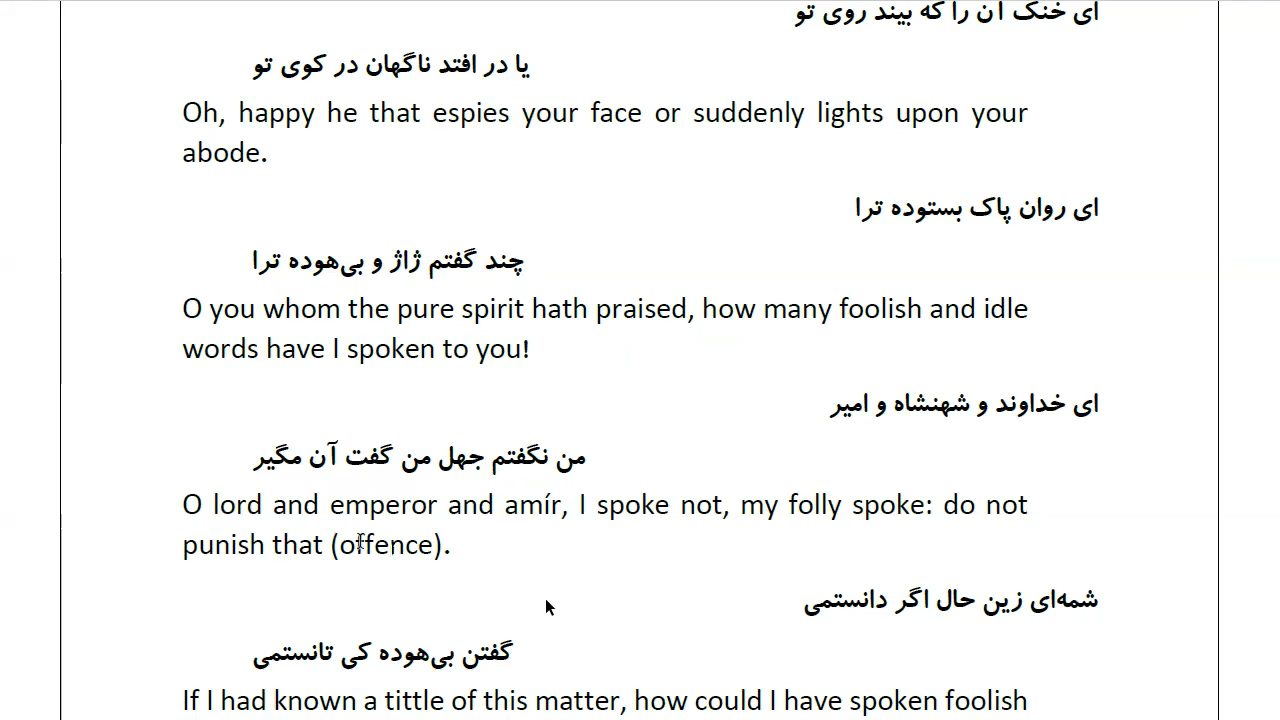 ای خنک آن را که بیند روی تو
یا در افتد ناگهان در کوی تو
Oh, happy he that espies your face or suddenly lights upon your
abode.
ای روان پاک بستوده ترا
چند گفتم ژاژ و بی‌هوده ترا
O you whom the pure spirit hath praised, how many foolish and idle
words have I spoken to you!
ای خداوند و شهنشاه و امیر
من نگفتم جهل من گفت آن مگیر
O lord and emperor and amír, I spoke not, my folly spoke: do not
punish that (offence).
شمه‌ای زین حال اگر دانستمی
گفتن بی‌هوده کی تانستمی
If I had known a tittle of this matter, how could I have spoken foolish